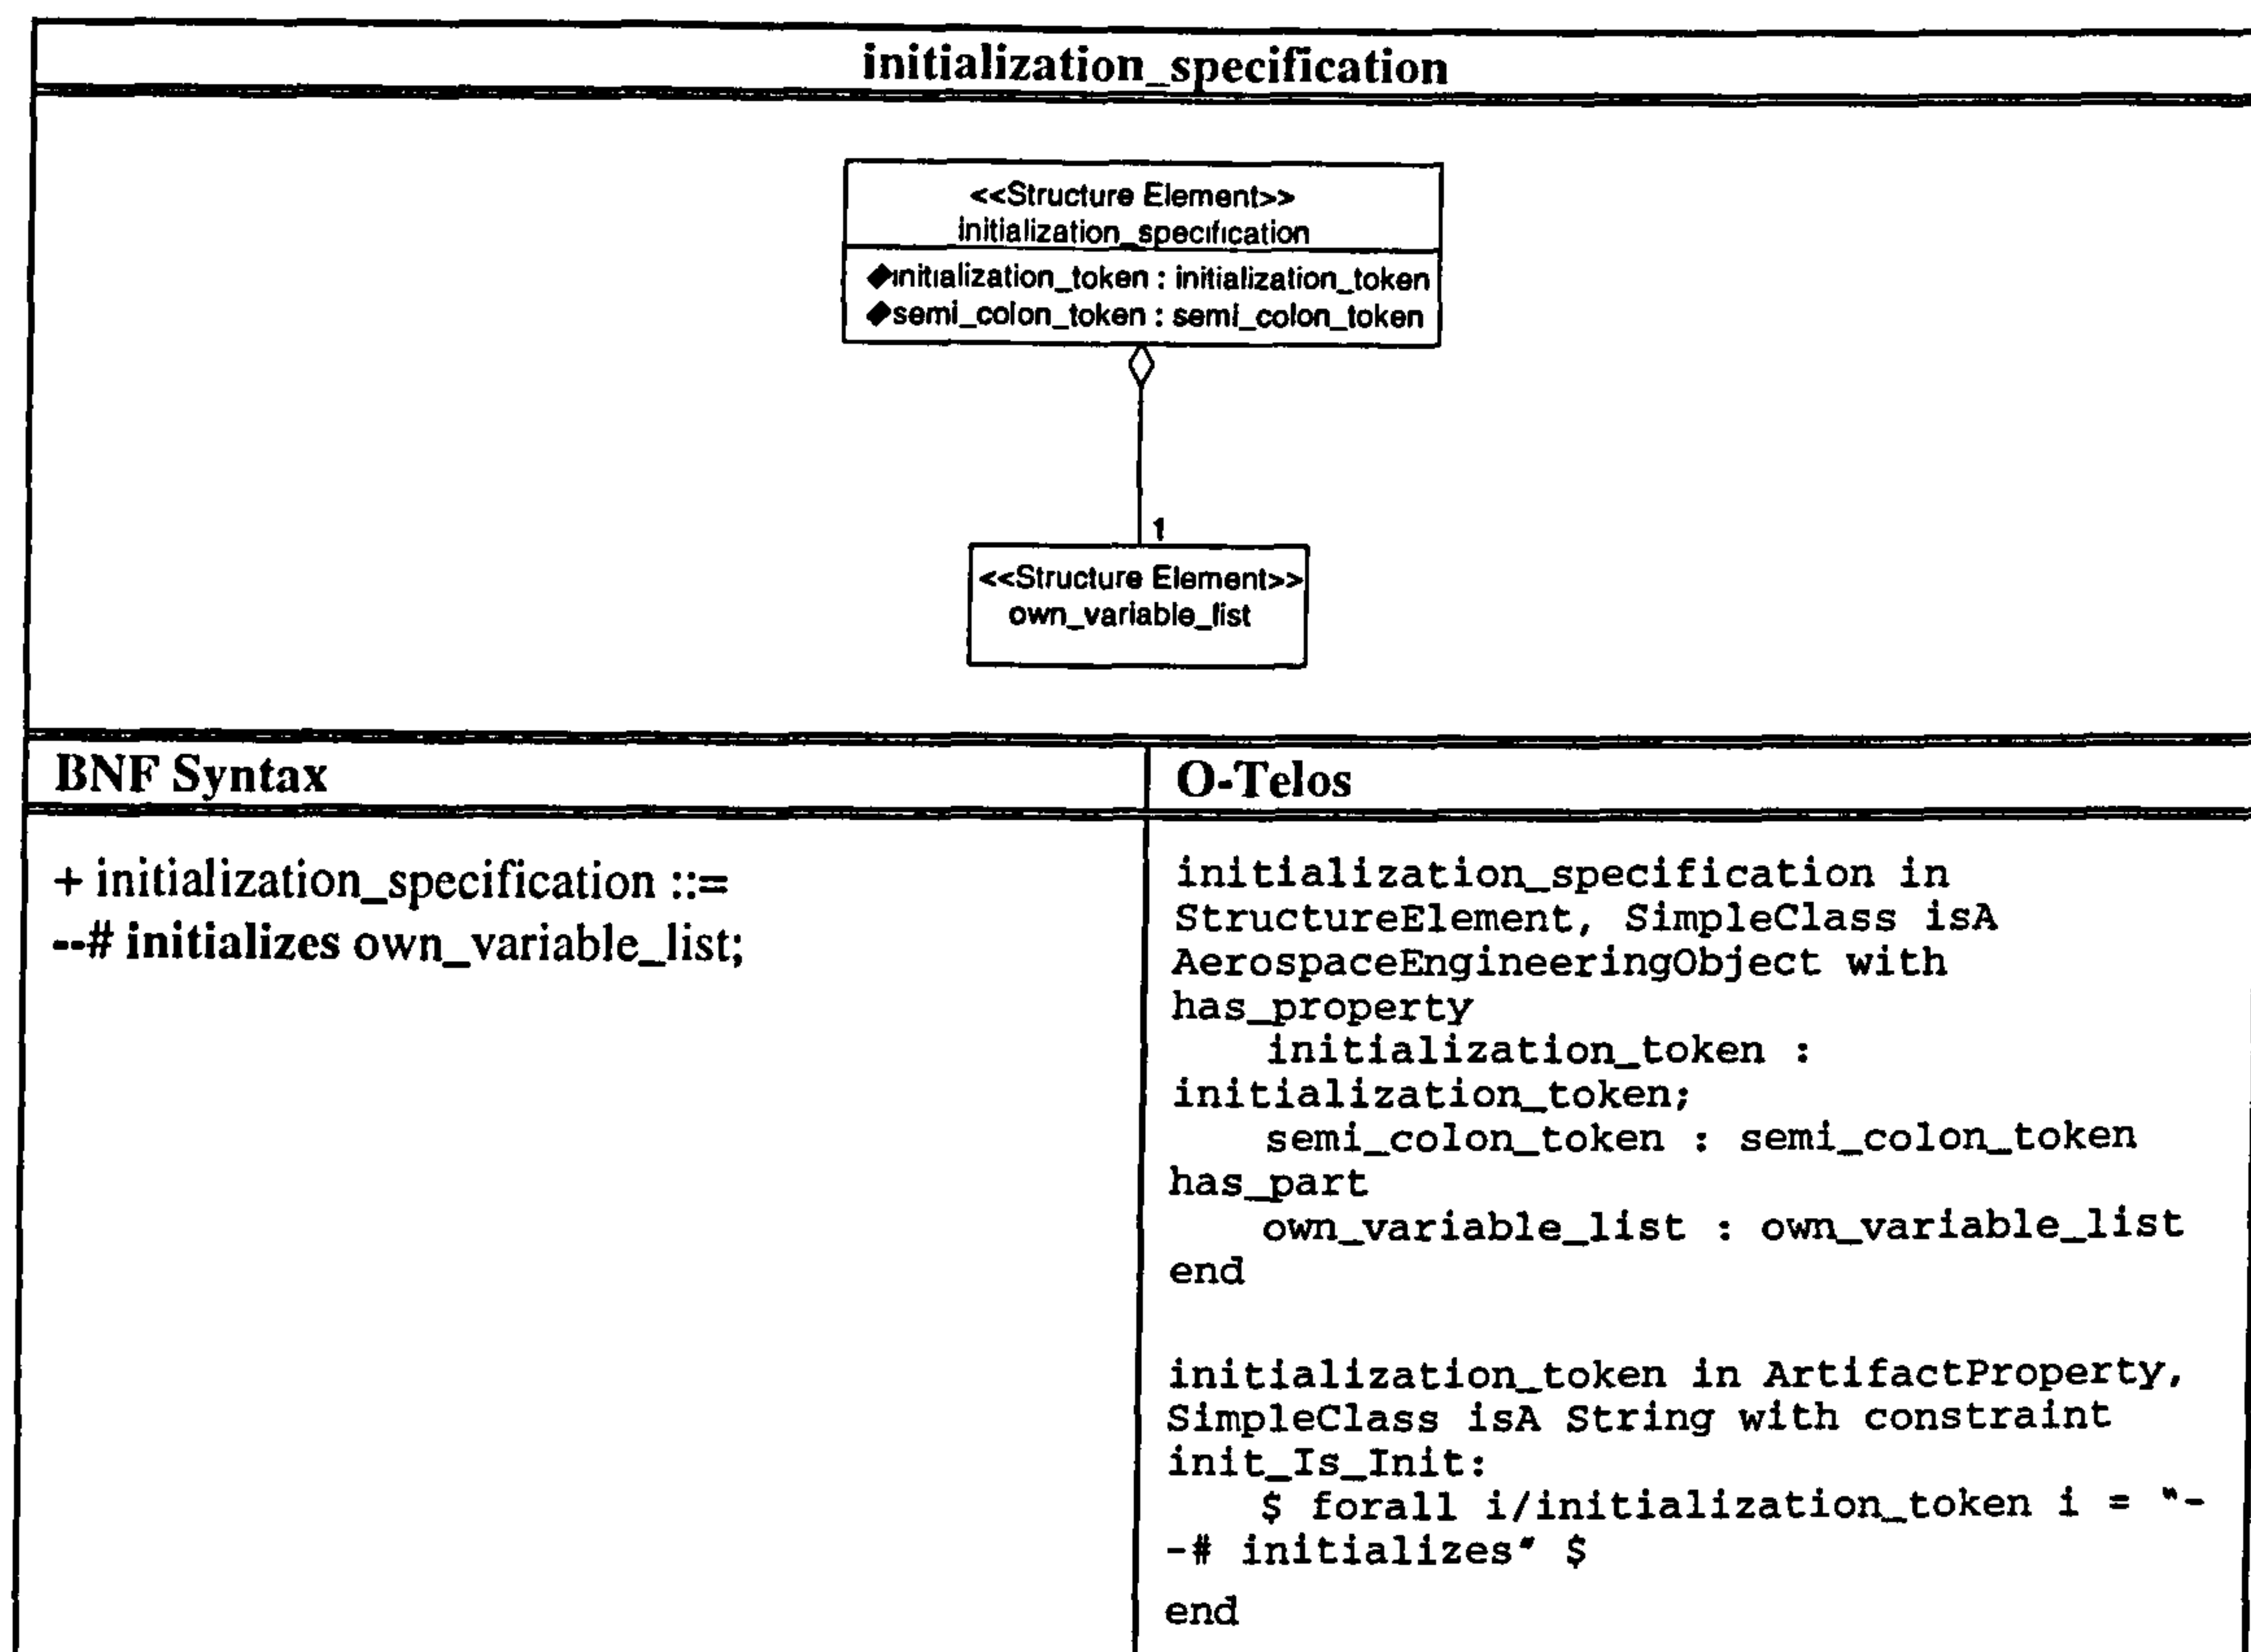 initialization_specification
<<Structure Element>>
initialization_specification
◆initialization_token : initialization_token
◆semi_colon_token : semi_colon_token
1
<<Structure Element>>
own_variable_list
BNF Syntax
O-Telos
+ initialization_specification ::=
--# initializes own_variable_list;
initialization_specification in
StructureElement, SimpleClass isA
AerospaceEngineeringObject with
has_property
initialization_token :
initialization_token;
semi_colon_token : semi_colon_token
has_part
own_variable_list : own_variable_list
end
initialization_token in ArtifactProperty,
SimpleClass isA String with constraint
init_Is_Init:
$ forall i/initialization_token i = "-
-# initializes" $
end